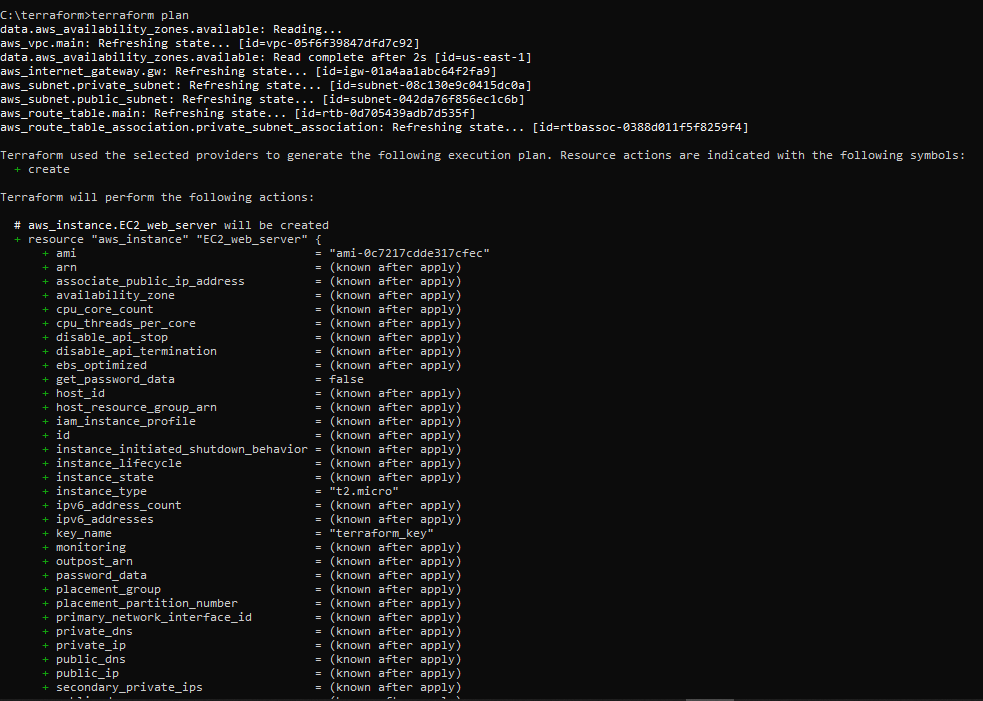 C:\terraform>terraform plan
data.aws_availability_zones.available: Reading...
aws_vpc.main: Refreshing state... [id=vpc-05f6f39847dfd7c92]
data.aws_availability_zones.available: Read complete after 2s [id=us-east-1]
aws_internet_gateway.gw: Refreshing state... [id=igw-01a4aa1abc64f2fa9]
aws_subnet.private_subnet: Refreshing state... [id=subnet-08c130e9c0415dc0a]
aws_subnet.public_subnet: Refreshing state... [id=subnet-042da76f856ec1c6b]
aws_route_table.main: Refreshing state... [id=rtb-0d705439adb7d535f]
aws_route_table_association.private_subnet_association: Refreshing state... [id=rtbassoc-0388d011f5f8259f4]
Terraform used the selected providers to generate the following execution plan. Resource actions are indicated with the following symbols:
+ create
Terraform will perform the following actions:
# aws_instance.EC2_web_server will be created
+ resource "aws_instance" "EC2_web_server" {
+ ami = "ami-0c7217cdde317cfec"
+ arn = (known after apply)
+ associate_public_ip_address = (known after apply)
+ availability_zone = (known after apply)
+ cpu_core_count = (known after apply)
+ cpu_threads_per_core = (known after apply)
+ disable_api_stop = (known after apply)
+ disable_api_termination = (known after apply)
+ ebs_optimized = (known after apply)
+ get_password_data = false
+ host_id = (known after apply)
+ host_resource_group_arn = (known after apply)
+ iam_instance_profile = (known after apply)
+ id = (known after apply)
+ instance_initiated_shutdown_behavior = (known after apply)
+ instance_lifecycle = (known after apply)
+ instance_state = (known after apply)
+ instance_type = "t2.micro"
+ ipv6_address_count = (known after apply)
+ ipv6_addresses = (known after apply)
+ key_name = "terraform_key"
+ monitoring = (known after apply)
+ outpost_arn = (known after apply)
+ password_data = (known after apply)
+ placement_group = (known after apply)
+ placement_partition_number = (known after apply)
+ primary_network_interface_id = (known after apply)
+ private_dns = (known after apply)
+ private_ip = (known after apply)
+ public_dns = (known after apply)
+ public_ip = (known after apply)
+ secondary_private_ips = (known after apply)